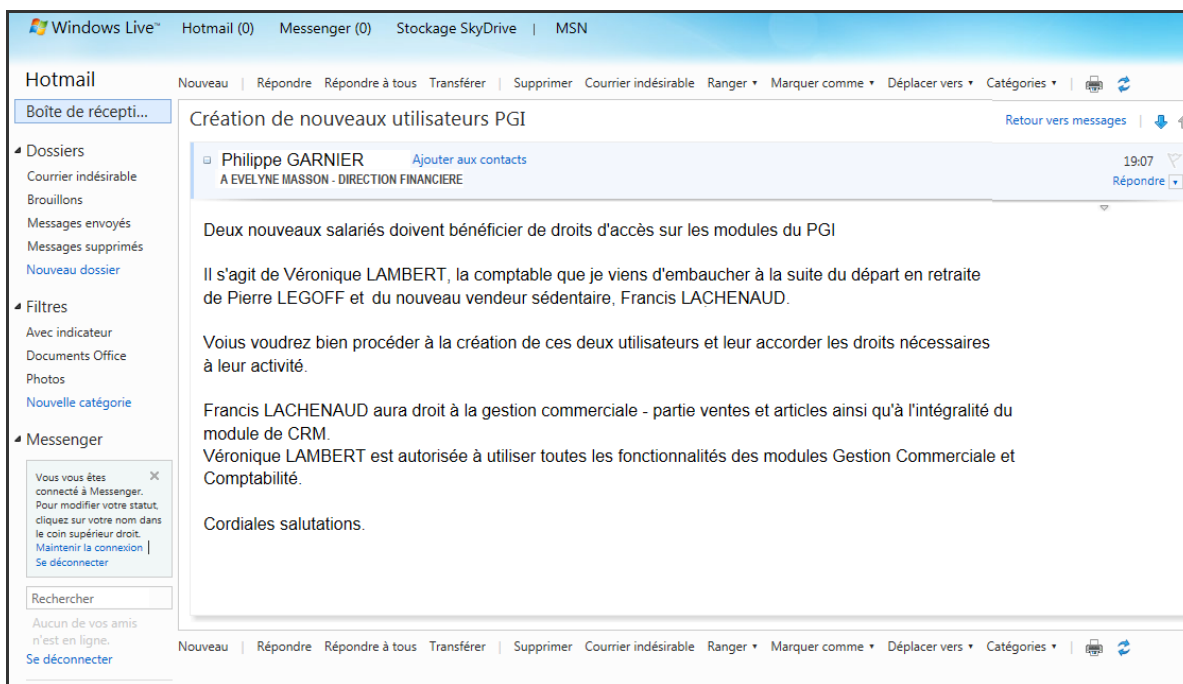 Windows Live™ Hotmail (0) Messenger (0) Stockage SkyDrive | MSN
Hotmail
Nouveau | Répondre Répondre à tous Transférer | Supprimer Courrier indésirable Ranger Marquer comme Déplacer vers Catégories |
Boîte de récepti...
Dossiers
Courrier indésirable
Brouillons
Messages envoyés
Messages supprimés
Nouveau dossier
Filtres
Avec indicateur
Documents Office
Photos
Nouvelle catégorie
Messenger
Vous vous êtes
connecté à Messenger.
Pour modifier votre statut,
cliquez sur votre nom dans
le coin supérieur droit.
Maintenir la connexion |
Se déconnecter
Rechercher
Aucun de vos amis
n'est en ligne.
Se déconnecter
Création de nouveaux utilisateurs PGI
Retour vers messages |
Philippe GARNIER Ajouter aux contacts 19:07
A EVELYNE MASSON - DIRECTION FINANCIERE Répondre
Deux nouveaux salariés doivent bénéficier de droits d'accès sur les modules du PGI
Il s'agit de Véronique LAMBERT, la comptable que je viens d'embaucher à la suite du départ en retraite
de Pierre LEGOFF et du nouveau vendeur sédentaire, Francis LACHENAUD.
Voius voudrez bien procéder à la création de ces deux utilisateurs et leur accorder les droits nécessaires
à leur activité.
Francis LACHENAUD aura droit à la gestion commerciale - partie ventes et articles ainsi qu'à l'intégralité du
module de CRM.
Véronique LAMBERT est autorisée à utiliser toutes les fonctionnalités des modules Gestion Commerciale et
Comptabilité.
Cordiales salutations.
Nouveau | Répondre Répondre à tous Transférer | Supprimer Courrier indésirable Ranger Marquer comme Déplacer vers Catégories |